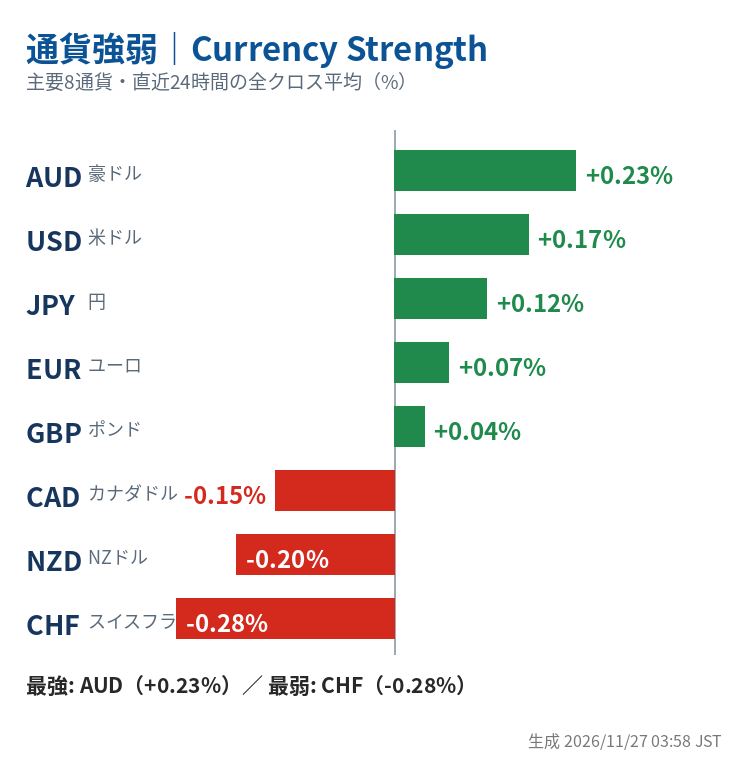 通貨強弱｜Currency Strength
主要8通貨・直近24時間の全クロス平均（%）
AUD 豪ドル +0.23%
USD 米ドル +0.17%
JPY 円 +0.12%
EUR ユーロ +0.07%
GBP ポンド +0.04%
CAD カナダドル -0.15%
NZD NZドル -0.20%
CHF スイスフラ -0.28%
最強: AUD（+0.23%）／ 最弱: CHF（-0.28%）
生成 2026/11/27 03:58 JST